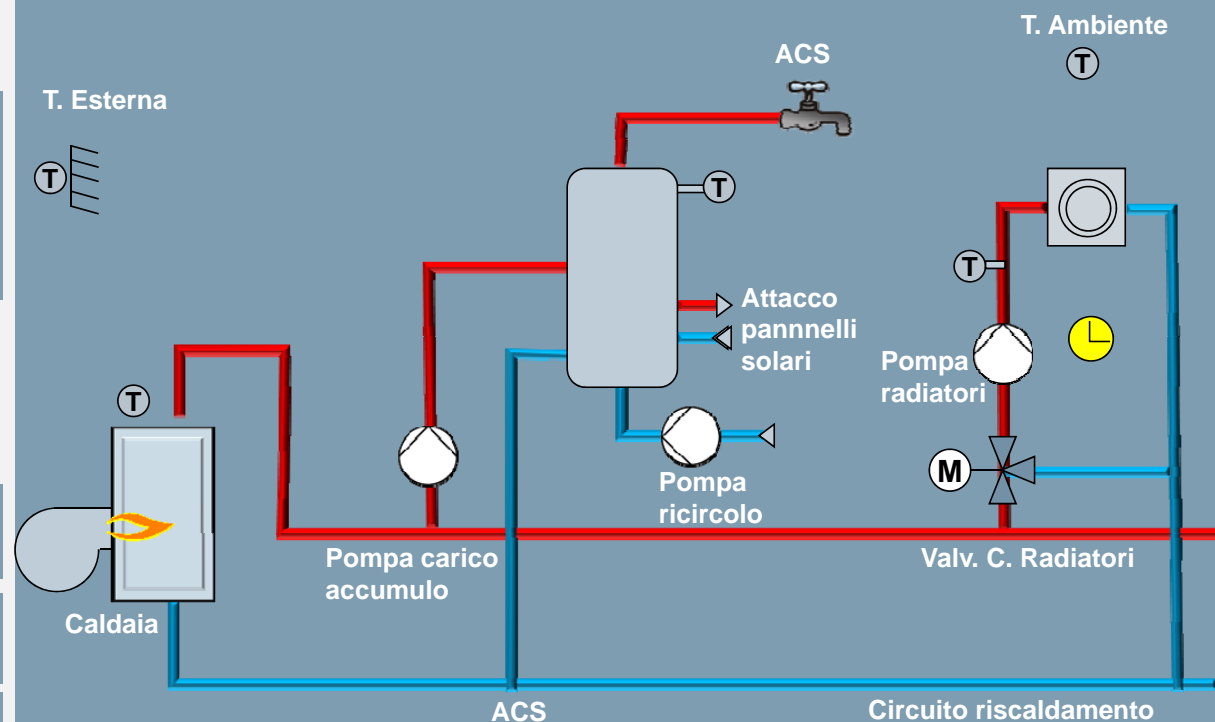 T. Ambiente
T
ACS
T. Esterna
T
T
T
Attacco
pannnelli
solari
Pompa
radiatori
T
M
Pompa
ricircolo
Pompa carico
accumulo
Valv. C. Radiatori
Caldaia
ACS
Circuito riscaldamento